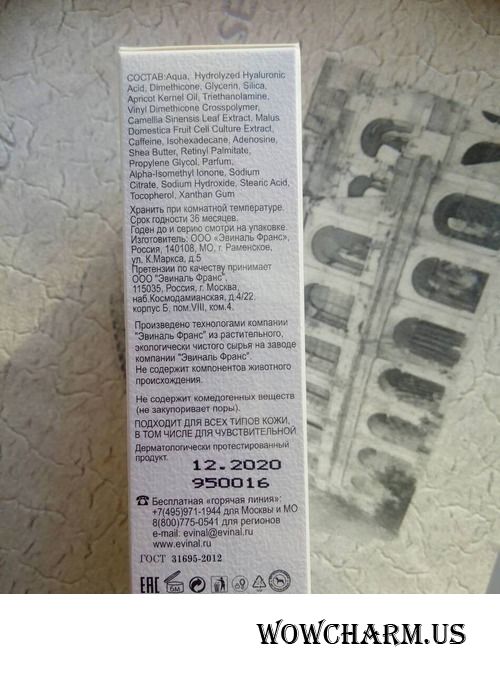 СОСТАВ:Aqua, Hydrolyzed Hyaluronic
Acid, Dimethicone, Glycerin, Silica,
Apricot Kernel Oil, Triethanolamine,
Vinyl Dimethicone Crosspolymer,
Camellia Sinensis Leaf Extract, Malus
Domestica Fruit Cell Culture Extract,
Caffeine, Isohexadecane, Adenosine,
Shea Butter, Retinyl Palmitate,
Propylene Glycol, Parfum,
Alpha-Isomethyl Ionone, Sodium
Citrate, Sodium Hydroxide, Stearic Acid,
Tocopherol, Xanthan Gum
Хранить при комнатной температуре.
Срок годности 36 месяцев.
Годен до и серию смотри на упаковке.
Изготовитель: ООО «Эвиналь Франс»,
Россия, 140108, МО, г. Раменское,
ул. К.Маркса, д.5
Претензии по качеству принимает
ООО "Эвиналь Франс",
115035, Россия, г. Москва,
наб.Космодамианская, д.4/22,
корпус Б, пом.VIII, ком.4.
Произведено технологами компании
"Эвиналь Франс" из растительного,
экологически чистого сырья на заводе
компании "Эвиналь Франс".
Не содержит компонентов животного
происхождения.
Не содержит комедогенных веществ
(не закупоривает поры).
ПОДХОДИТ ДЛЯ ВСЕХ ТИПОВ КОЖИ,
В ТОМ ЧИСЛЕ ДЛЯ ЧУВСТВИТЕЛЬНОЙ
Дерматологически протестированный
продукт.
12.2020
950016
Бесплатная «горячая линия»:
+7(495)971-1944 для Москвы и МО
8(800)775-0541 для регионов
e-mail: evinal@evinal.ru
www.evinal.ru
ГОСТ 31695-2012
EAC 6М
WOWCHARM.US